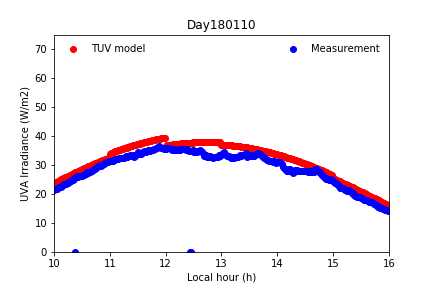 Day180110
TUV model
Measurement
UVA Irradiance (W/m2)
70
60
50
40
30
20
10
0
10 11 12 13 14 15 16
Local hour (h)